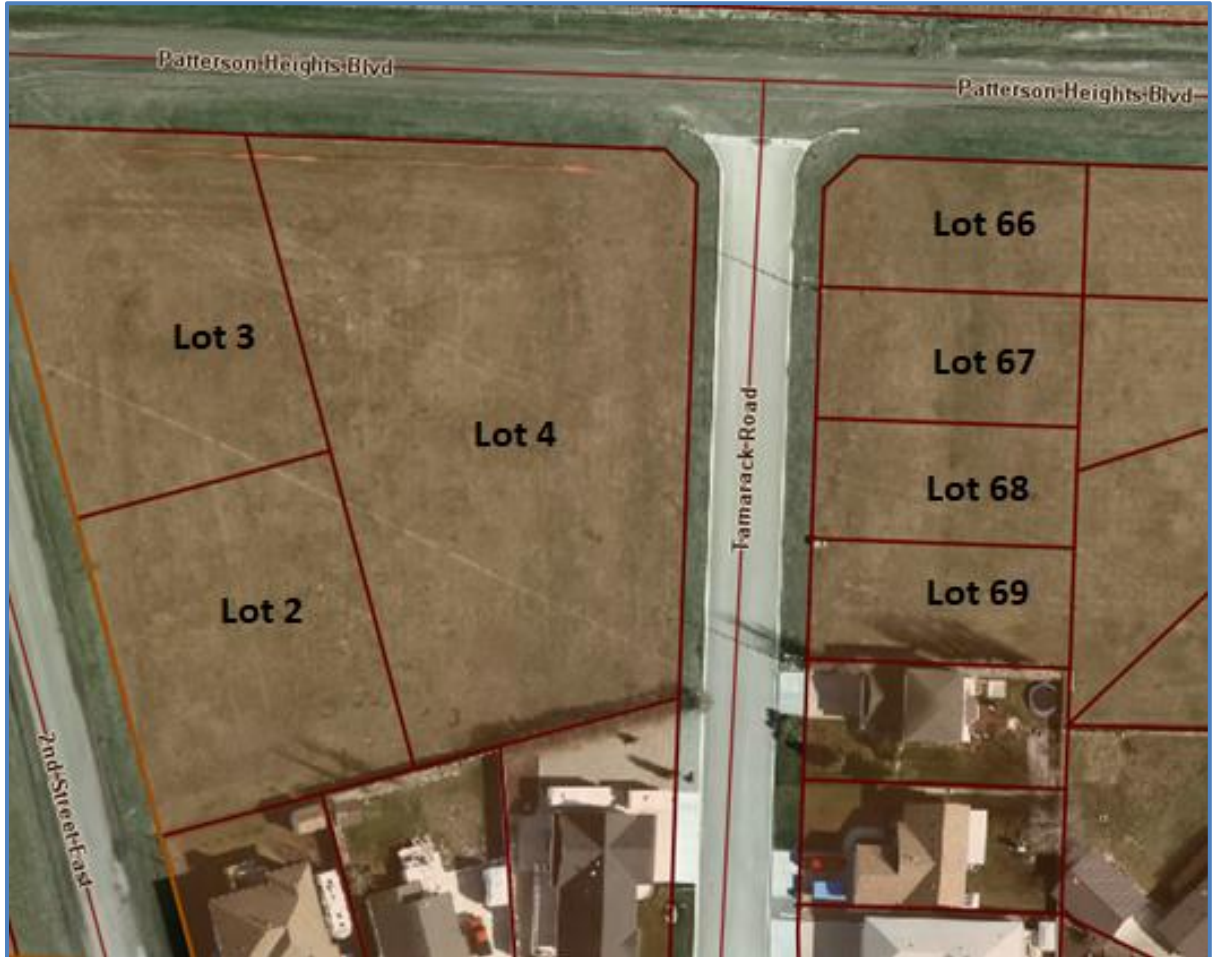 Patterson Heights Blvd
Patterson Heights Blvd
Lot 66
Lot 3
Lot 67
Lot 4
Tamarack Road
Lot 68
Lot 2
Lot 69
2nd Street East